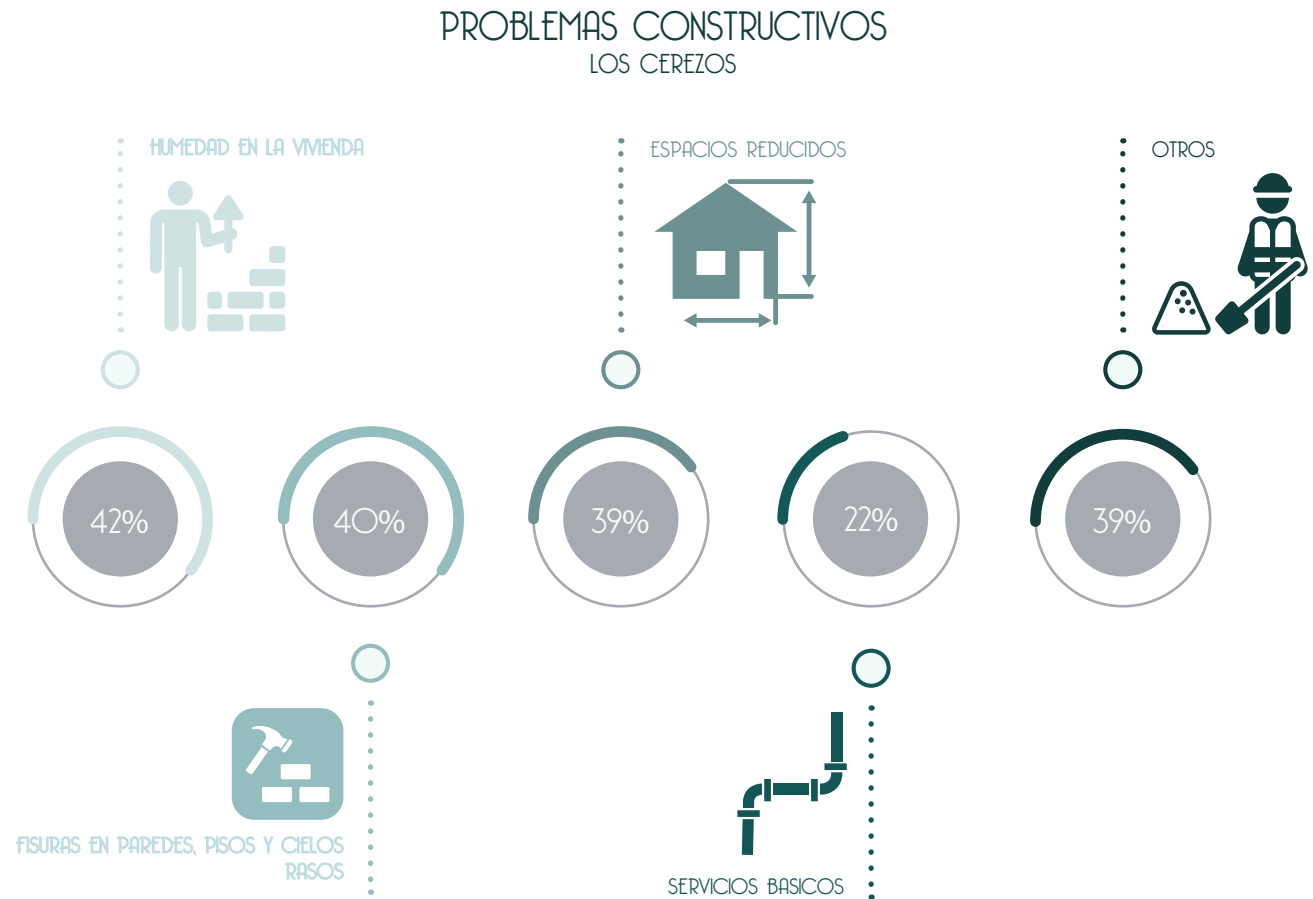 PROBLEMAS CONSTRUCTIVOS
LOS CEREZOS
HUMEDAD EN LA VIVIENDA
ESPACIOS REDUCIDOS
OTROS
42%
40%
39%
22%
39%
FISURAS EN PAREDES, PISOS Y CIELOS
RASOS
SERVICIOS BASICOS